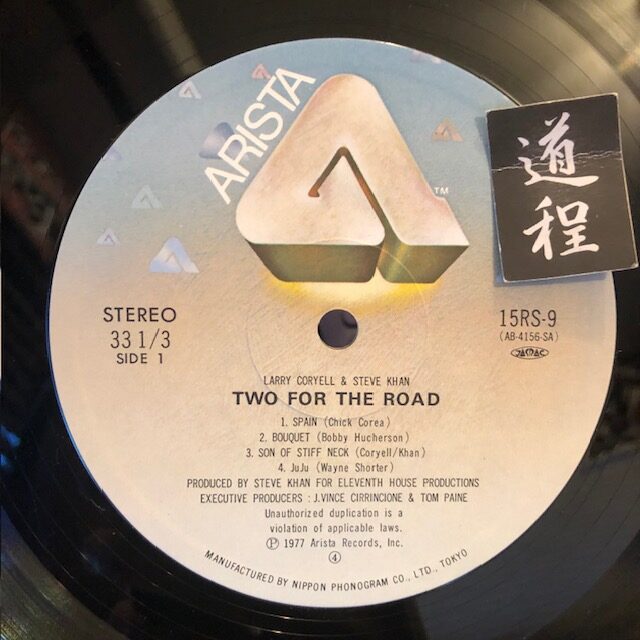 ARISTA
TM
道程
STEREO
33 1/3
SIDE 1
15RS-9
(AB-4156-SA)
LARRY CORYELL & STEVE KHAN
TWO FOR THE ROAD
1. SPAIN (Chick Corea)
2. BOUQUET (Bobby Hucherson)
3. SON OF STIFF NECK (Coryell/Khan)
4. JuJu (Wayne Shorter)
PRODUCED BY STEVE KHAN FOR ELEVENTH HOUSE PRODUCTIONS
EXECUTIVE PRODUCERS : J.VINCE CIRRINCIONE & TIOM PAINE
Unauthorized duplication is a
violation of applicable laws.
Ⓟ 1977 Arista Records, Inc.
④
MANUFACTURED BY NIPPON PHONOGRAM CO., LTD., TOKYO